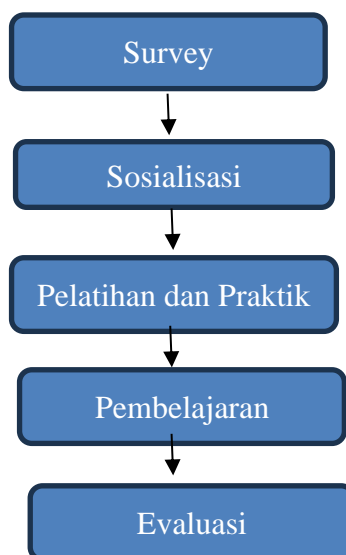 Survey
Sosialisasi
Pelatihan dan Praktik
Pembelajaran
Evaluasi